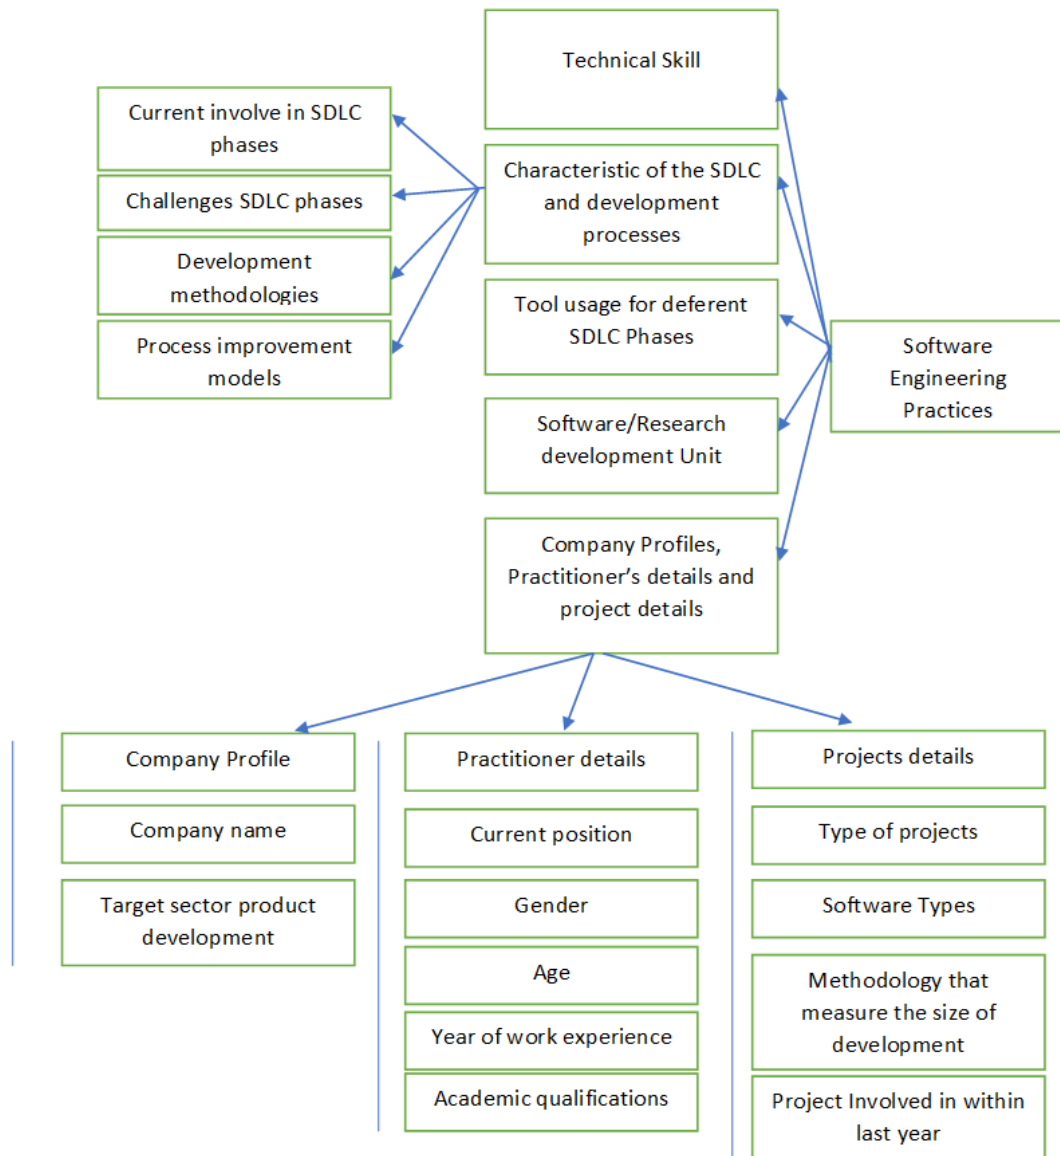 Technical Skill
Current involve in SDLC
phases
Challenges SDLC phases
Development
methodologies
Process improvement
models
Characteristic of the SDLC
and development
processes
Tool usage for deferent
SDLC Phases
Software/Research
development Unit
Company Profiles,
Practitioner’s details and
project details
Software
Engineering
Practices
Company Profile
Company name
Target sector product
development
Practitioner details
Current position
Gender
Age
Year of work experience
Academic qualifications
Projects details
Type of projects
Software Types
Methodology that
measure the size of
development
Project Involved in within
last year